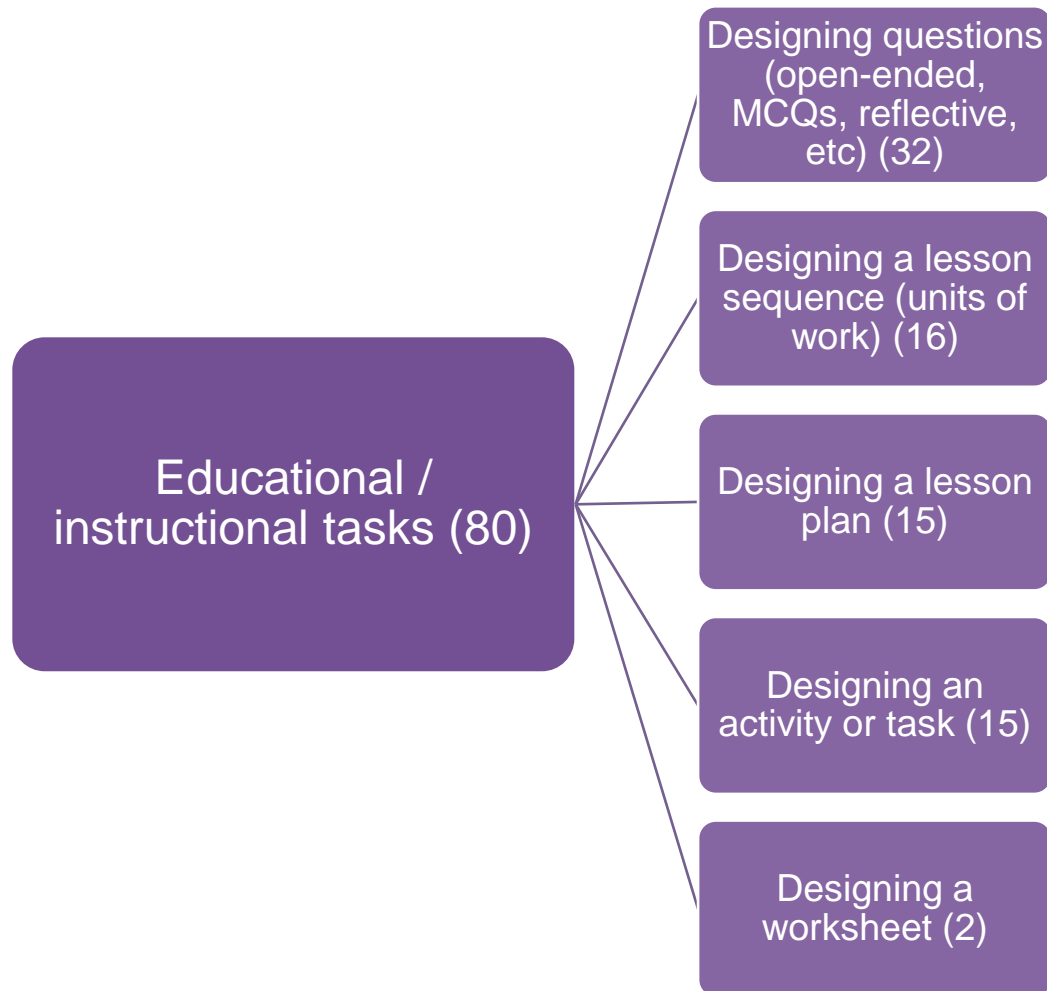 Educational /
instructional tasks (80)
Designing questions
(open-ended,
MCQs, reflective,
etc) (32)
Designing a lesson
sequence (units of
work) (16)
Designing a lesson
plan (15)
Designing an
activity or task (15)
Designing a
worksheet (2)